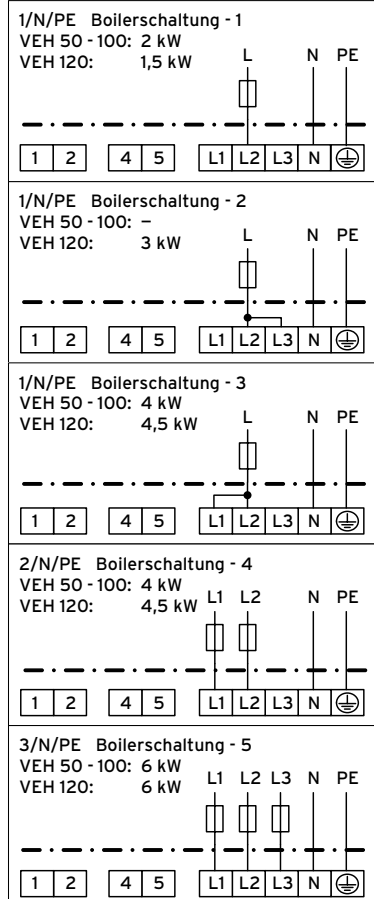 1/N/PE Boilerschaltung - 1
VEH 50 - 100: 2 kW
VEH 120: 1,5 kW
L N PE
1 2 4 5 L1 L2 L3 N
1/N/PE Boilerschaltung - 2
VEH 50 - 100: –
VEH 120: 3 kW
L N PE
1 2 4 5 L1 L2 L3 N
1/N/PE Boilerschaltung - 3
VEH 50 - 100: 4 kW
VEH 120: 4,5 kW
L N PE
1 2 4 5 L1 L2 L3 N
2/N/PE Boilerschaltung - 4
VEH 50 - 100: 4 kW
VEH 120: 4,5 kW
L1 L2 N PE
1 2 4 5 L1 L2 L3 N
3/N/PE Boilerschaltung - 5
VEH 50 - 100: 6 kW
VEH 120: 6 kW
L1 L2 L3 N PE
1 2 4 5 L1 L2 L3 N